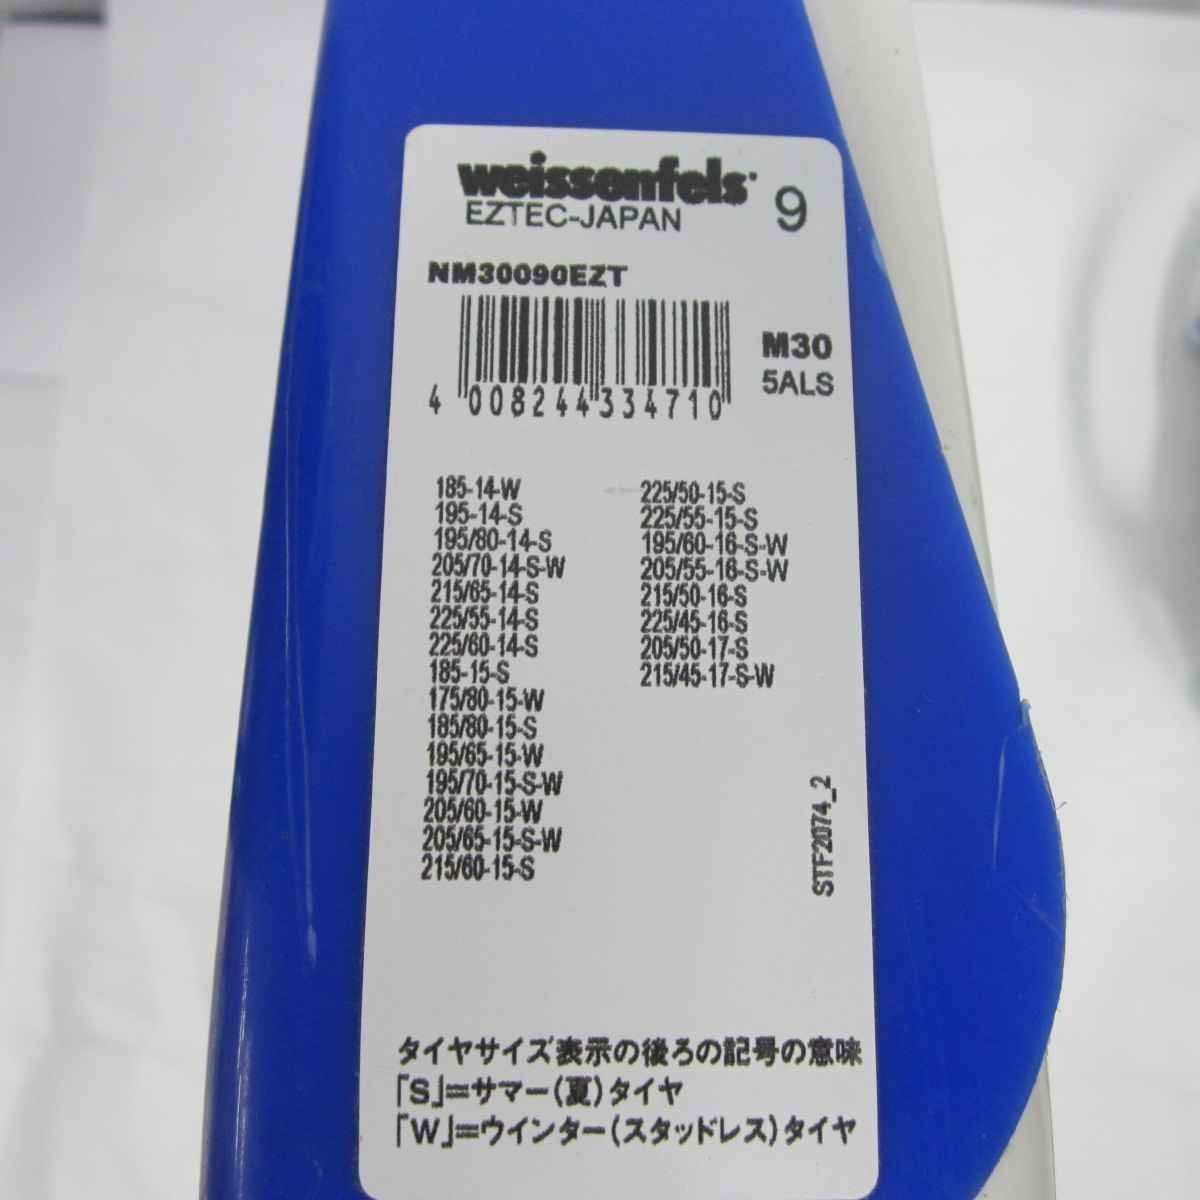 weissenfels
EZTEC-JAPAN
9
NM30090EZT
4 008244 334710
M30
5ALS
185-14-W
195-14-S
195/80-14-S
205/70-14-S-W
215/65-14-S
225/55-14-S
225/60-14-S
185-15-S
175/80-15-W
185/80-15-S
195/65-15-W
195/70-15-S-W
205/60-15-W
205/65-15-S-W
215/60-15-S
225/50-15-S
225/55-15-S
195/60-16-S-W
205/55-16-S-W
215/50-16-S
225/45-16-S
205/50-17-S
215/45-17-S-W
STF2074_2
タイヤサイズ表示の後ろの記号の意味
「S」=サマー(夏)タイヤ
「W」=ウインター(スタッドレス)タイヤ